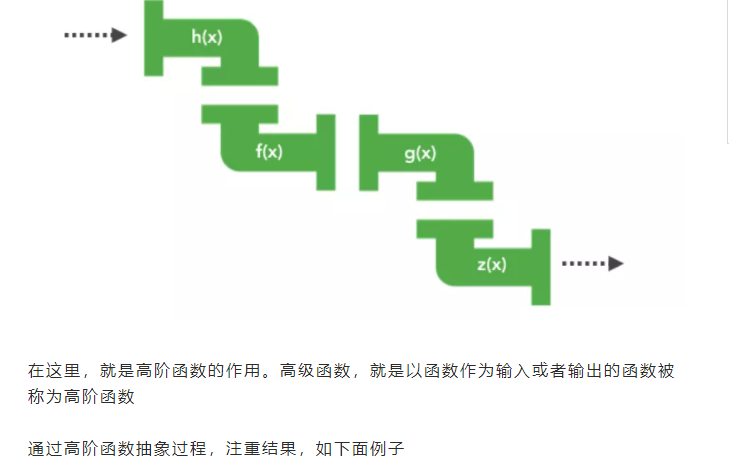 h(x)
f(x)
g(x)
z(x)
在这里，就是高阶函数的作用。高级函数，就是以函数作为输入或者输出的函数被
称为高阶函数
通过高阶函数抽象过程，注重结果，如下面例子